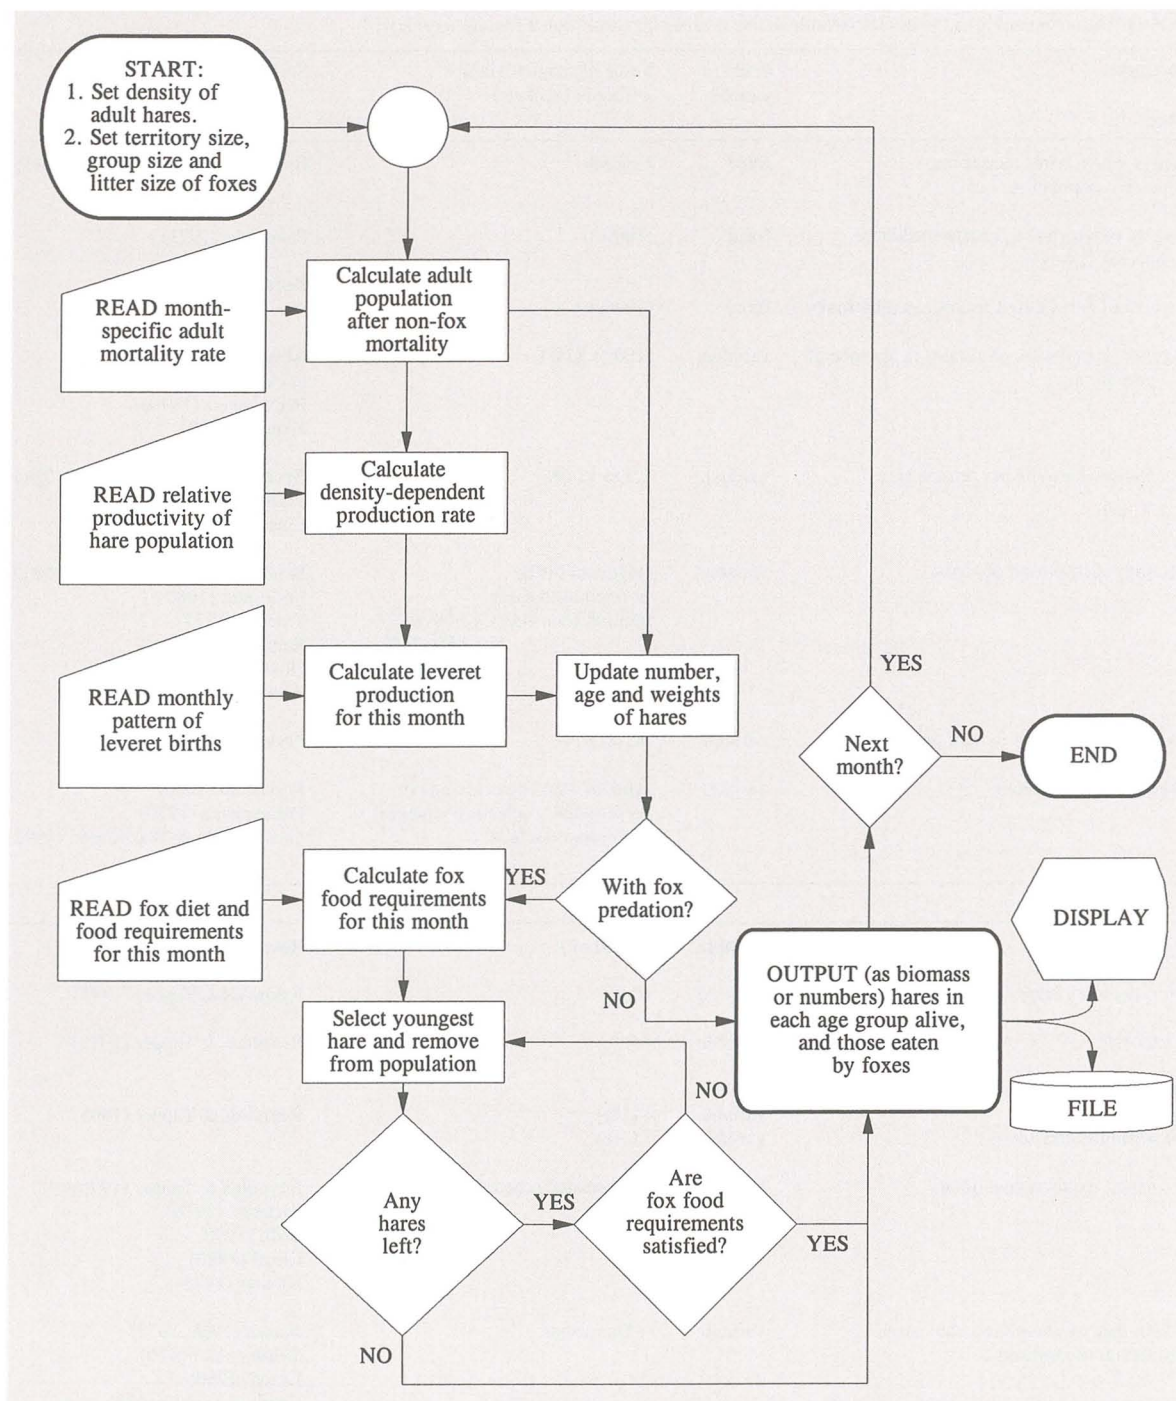 START:
1. Set density of
adult hares.
2. Set territory size,
group size and
litter size of foxes
READ month-
specific adult
mortality rate
Calculate adult
population
after non-fox
mortality
READ relative
productivity of
hare population
Calculate
density-dependent
production rate
READ monthly
pattern of
leveret births
Calculate leveret
production
for this month
Update number,
age and weights
of hares
YES
Next
month?
NO
END
READ fox diet and
food requirements
for this month
Calculate fox
food requirements
for this month
YES
With fox
predation?
NO
OUTPUT (as biomass
or numbers) hares in
each age group alive,
and those eaten
by foxes
DISPLAY
FILE
Select youngest
hare and remove
from population
NO
Any
hares
left?
YES
Are
fox food
requirements
satisfied?
YES
NO